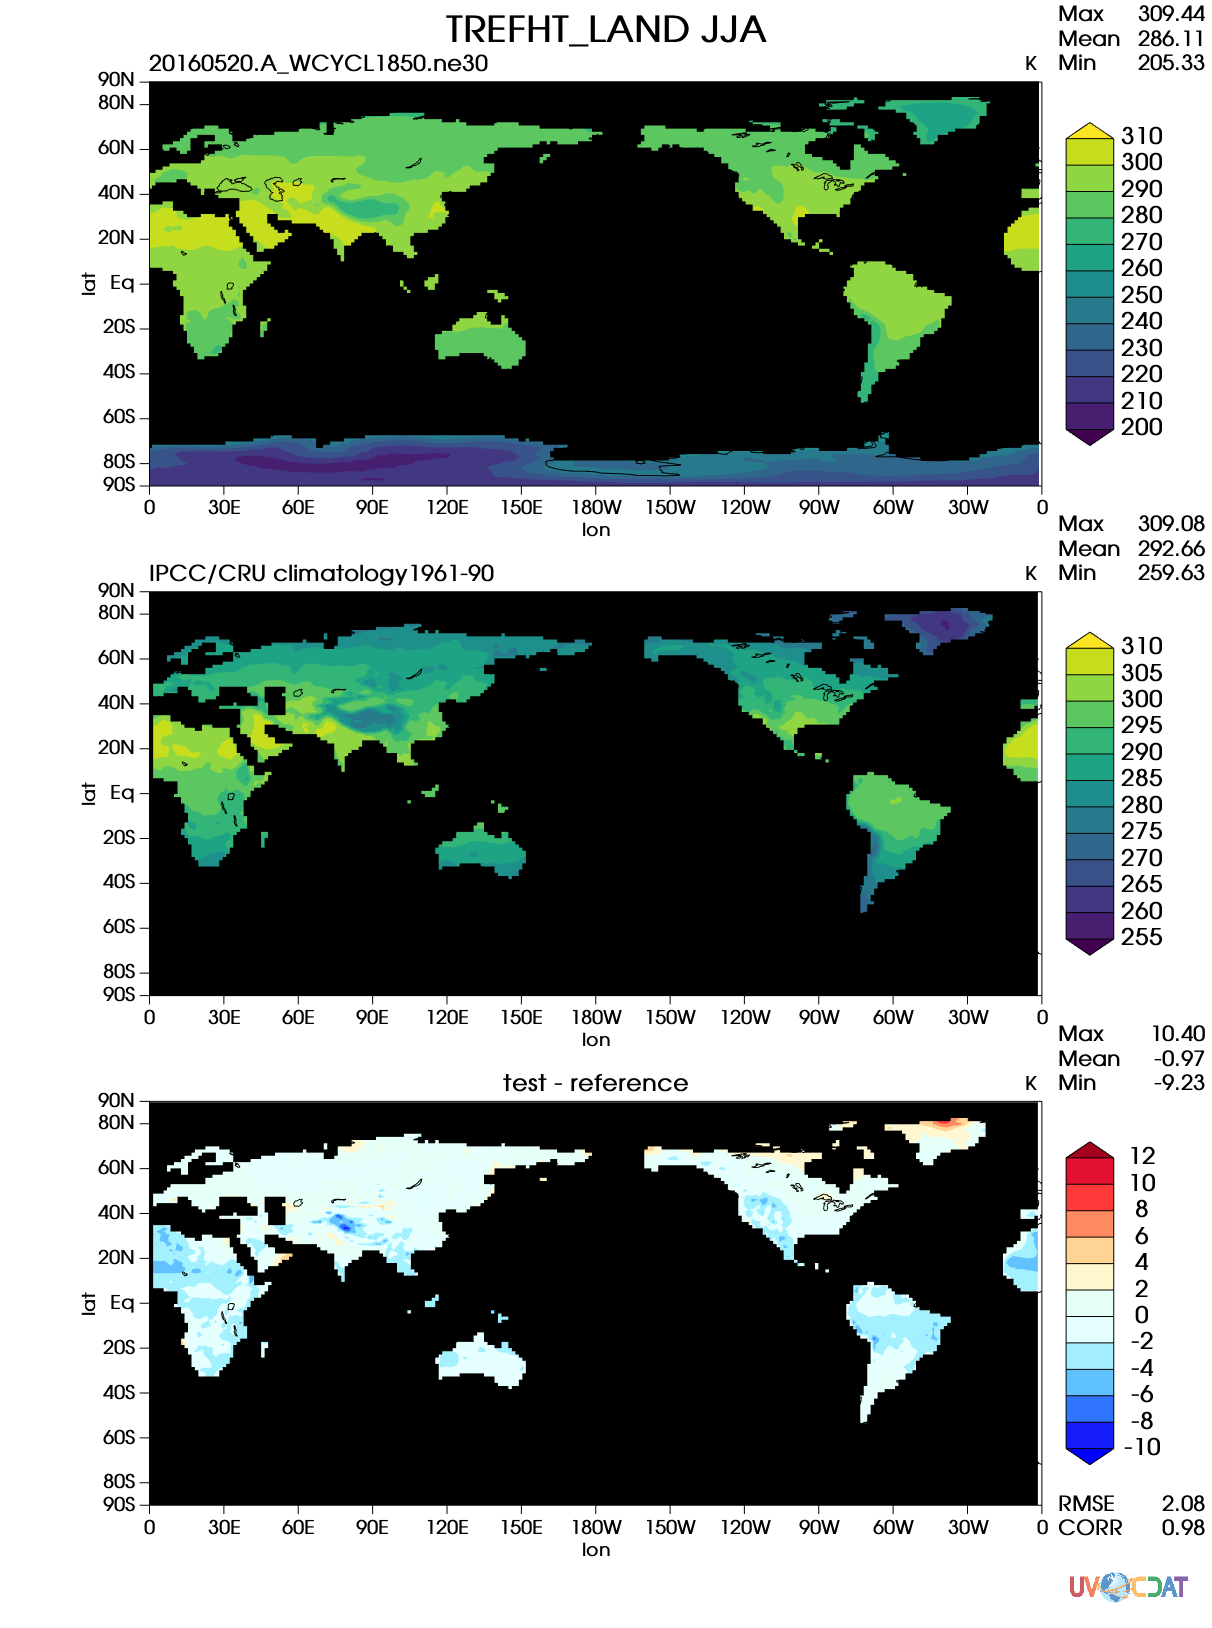 TREFHT_LAND JJA
Max 309.44
Mean 286.11
20160520.A_WCYCL1850.ne30 K Min 205.33
90N
80N
60N
40N
20N
Eq
20S
40S
60S
80S
90S
lat
0 30E 60E 90E 120E 150E 180W 150W 120W 90W 60W 30W 0
lon
310
300
290
280
270
260
250
240
230
220
210
200
Max 309.08
Mean 292.66
IPCC/CRU climatology1961-90 K Min 259.63
90N
80N
60N
40N
20N
Eq
20S
40S
60S
80S
90S
lat
0 30E 60E 90E 120E 150E 180W 150W 120W 90W 60W 30W 0
lon
310
305
300
295
290
285
280
275
270
265
260
255
Max 10.40
Mean -0.97
test - reference K Min -9.23
90N
80N
60N
40N
20N
Eq
20S
40S
60S
80S
90S
lat
0 30E 60E 90E 120E 150E 180W 150W 120W 90W 60W 30W 0
lon
12
10
8
6
4
2
0
-2
-4
-6
-8
-10
RMSE 2.08
CORR 0.98
UV CDAT